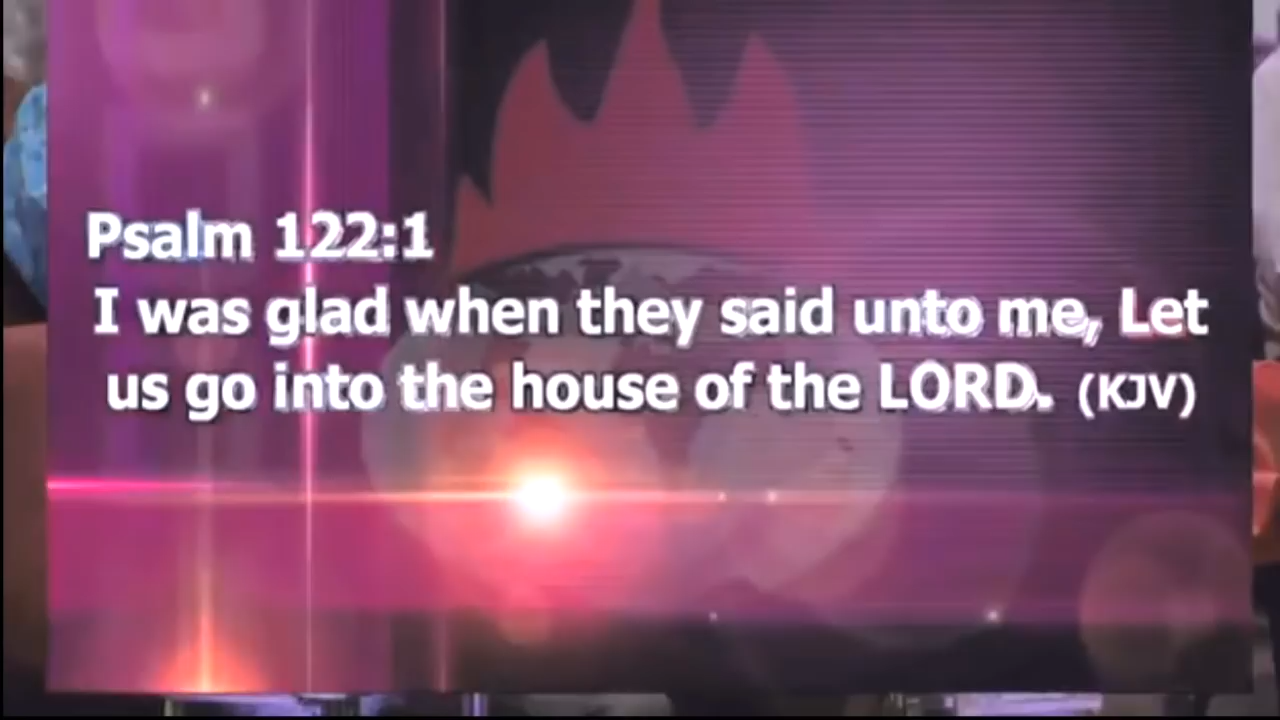 Psalm 122:1
I was glad when they said unto me, Let
us go into the house of the LORD. (KJV)